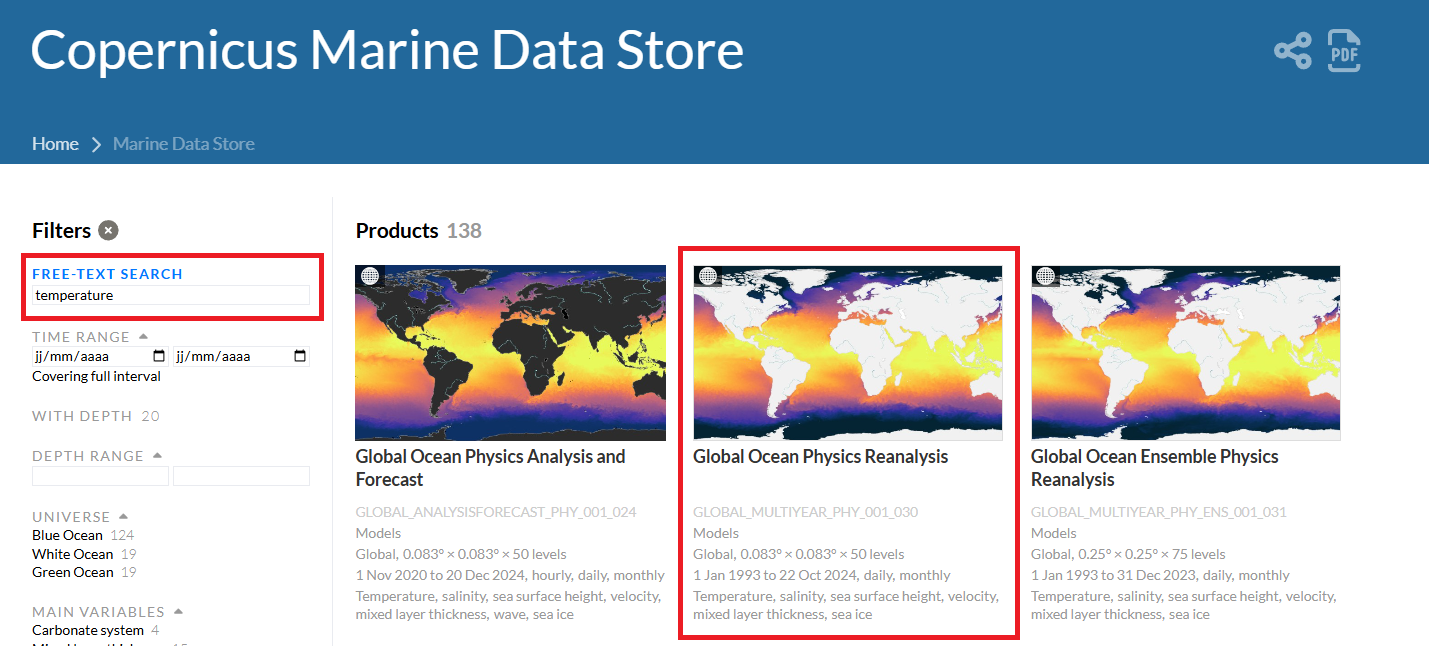 Copernicus Marine Data Store
PDF
Home
Marine Data Store
Filters
FREE-TEXT SEARCH
temperature
TIME RANGE
jj/mm/aaaa
jj/mm/aaaa
Covering full interval
WITH DEPTH 20
DEPTH RANGE
UNIVERSE
Blue Ocean 124
White Ocean 19
Green Ocean 19
MAIN VARIABLES
Carbonate system 4
Products 138
Global Ocean Physics Analysis and
Forecast
GLOBAL_ANALYSISFORECAST_PHY_001_024
Models
Global, 0.083° × 0.083° × 50 levels
1 Nov 2020 to 20 Dec 2024, hourly, daily, monthly
Temperature, salinity, sea surface height, velocity,
mixed layer thickness, wave, sea ice
Global Ocean Physics Reanalysis
GLOBAL_MULTIYEAR_PHY_001_030
Models
Global, 0.083° × 0.083° × 50 levels
1 Jan 1993 to 22 Oct 2024, daily, monthly
Temperature, salinity, sea surface height, velocity,
mixed layer thickness, sea ice
Global Ocean Ensemble Physics
Reanalysis
GLOBAL_MULTIYEAR_PHY_ENS_001_031
Models
Global, 0.25° × 0.25° × 75 levels
1 Jan 1993 to 31 Dec 2023, daily, monthly
Temperature, salinity, sea surface height, velocity,
mixed layer thickness, sea ice